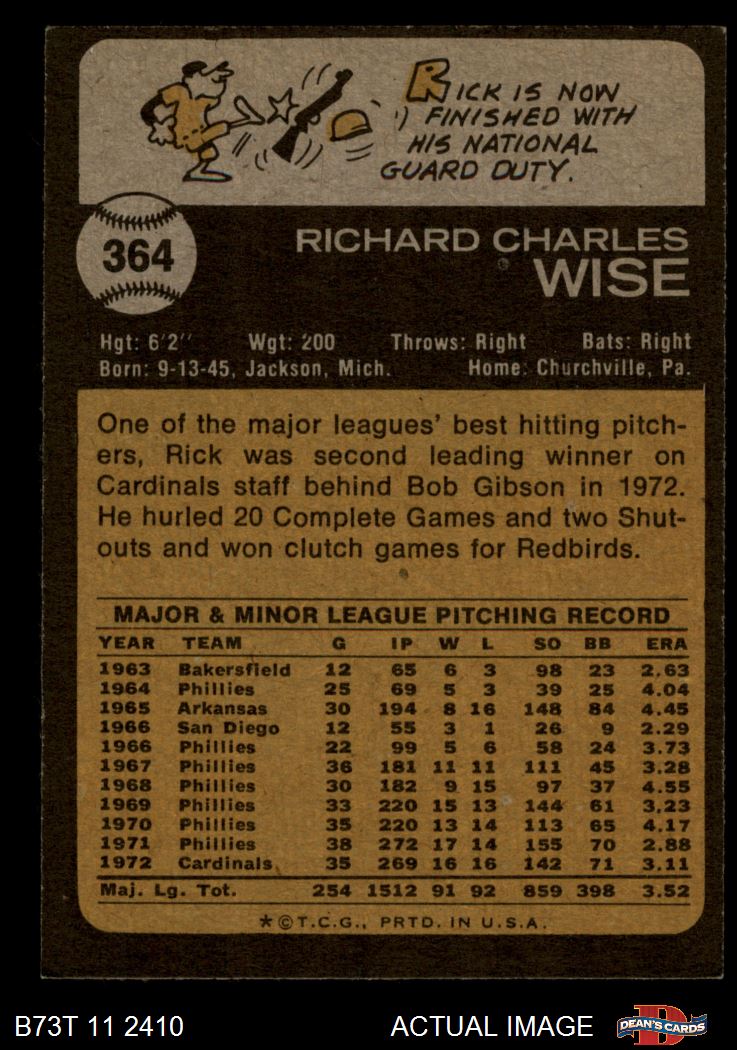 RICK IS NOW
FINISHED WITH
HIS NATIONAL
GUARD DUTY.
364
RICHARD CHARLES
WISE
Hgt: 6'2'' Wgt: 200 Throws: Right Bats: Right
Born: 9-13-45, Jackson, Mich. Home: Churchville, Pa.
One of the major leagues' best hitting pitch-
ers, Rick was second leading winner on
Cardinals staff behind Bob Gibson in 1972.
He hurled 20 Complete Games and two Shut-
outs and won clutch games for Redbirds.
MAJOR & MINOR LEAGUE PITCHING RECORD
YEAR TEAM G IP W L SO BB ERA
1963 Bakersfield 12 65 6 3 98 23 2.63
1964 Phillies 25 69 5 3 39 25 4.04
1965 Arkansas 30 194 8 16 148 84 4.45
1966 San Diego 12 55 3 1 26 9 2.29
1966 Phillies 22 99 5 6 58 24 3.73
1967 Phillies 36 181 11 11 111 45 3.28
1968 Phillies 30 182 9 15 97 37 4.55
1969 Phillies 33 220 15 13 144 61 3.23
1970 Phillies 35 220 13 14 113 65 4.17
1971 Phillies 38 272 17 14 155 70 2.88
1972 Cardinals 35 269 16 16 142 71 3.11
Maj. Lg. Tot. 254 1512 91 92 859 398 3.52
*©T.C.G., PRTD. IN U.S.A.
B73T 11 2410 ACTUAL IMAGE D DEAN'S CARDS